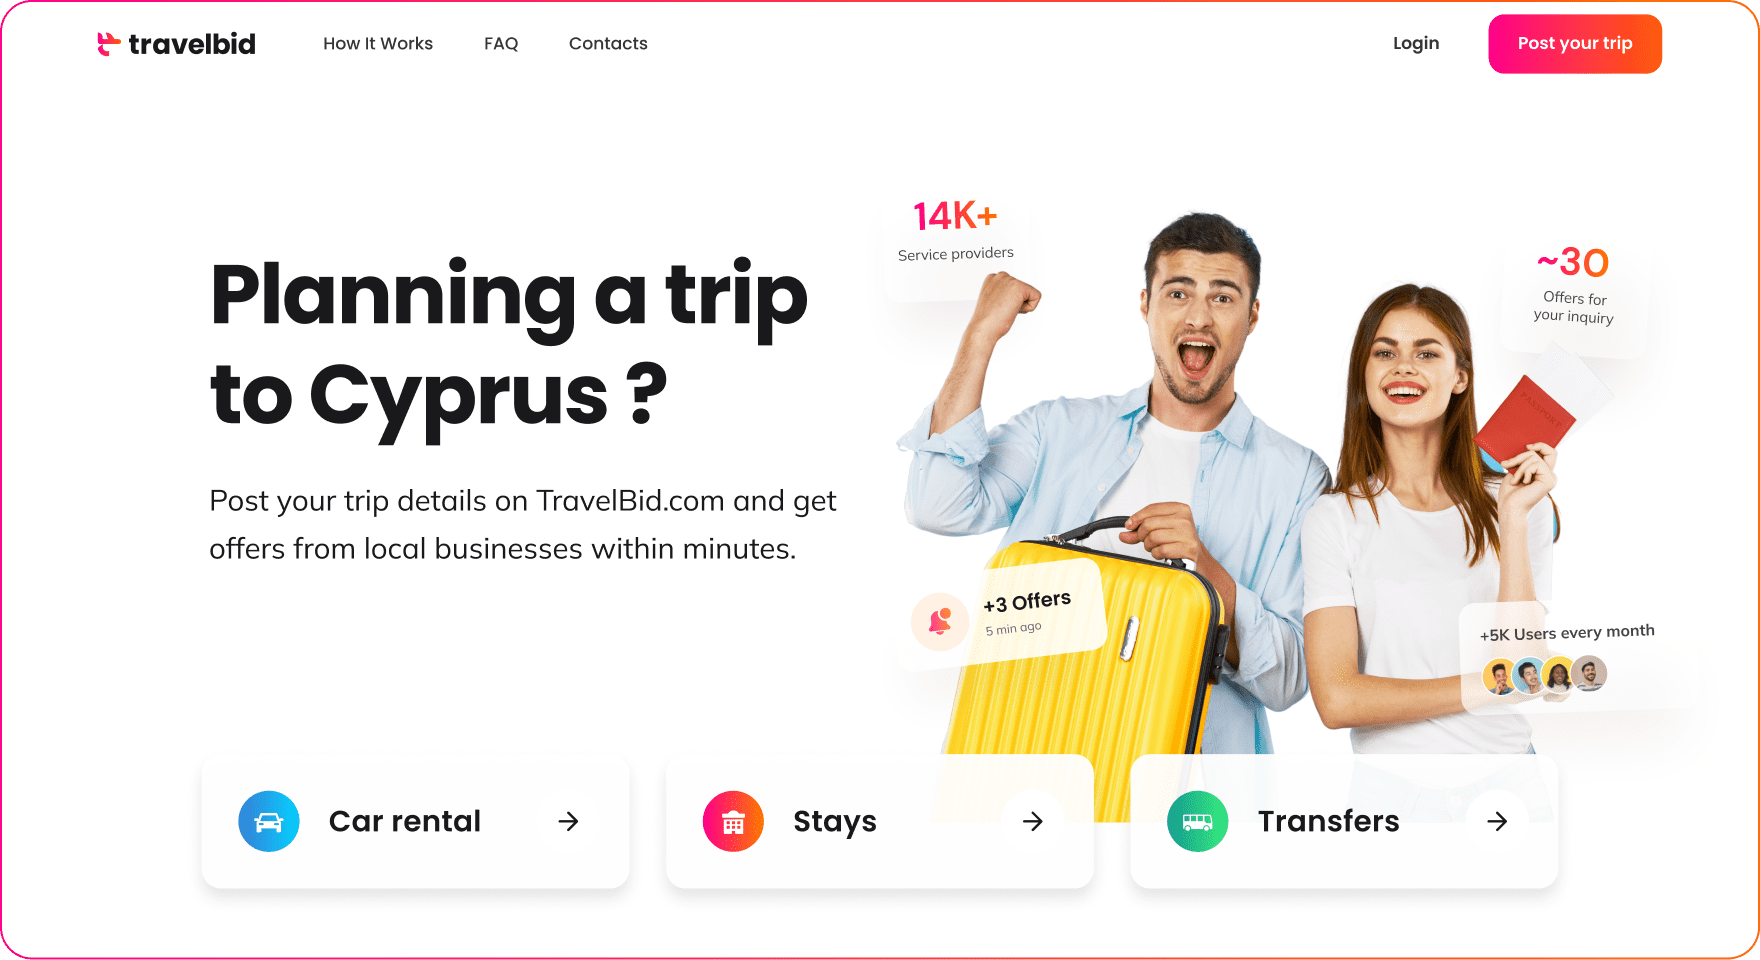 travelbid
How It Works
FAQ
Contacts
Login
Post your trip
Planning a trip
to Cyprus ?
Post your trip details on TravelBid.com and get
offers from local businesses within minutes.
14K+
Service providers
~30
Offers for
your inquiry
PASSPORT
+3 Offers
5 min ago
+5K Users every month
Car rental
Stays
Transfers